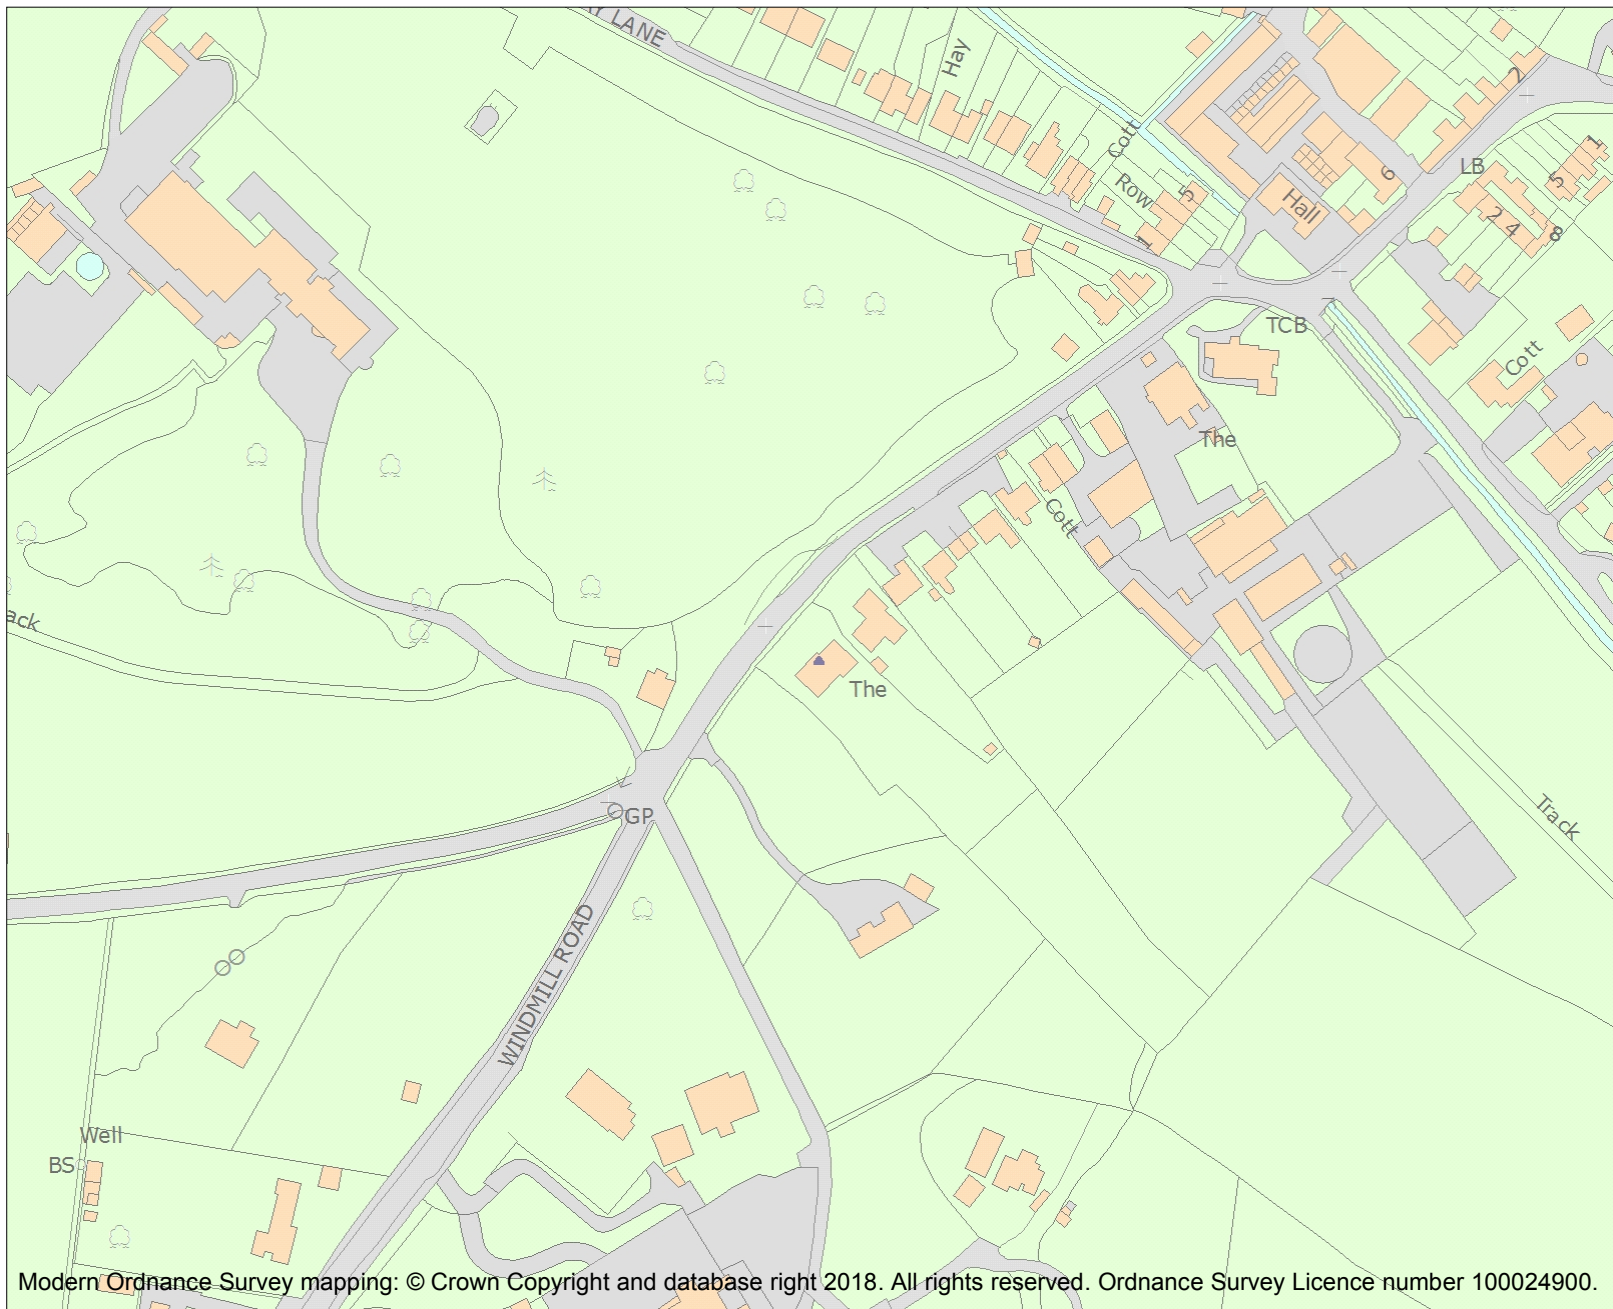 LANE
Hay
2
Cott
LB
1
5
6
Row
5
Hall
2 4
8
1
TCB
Cott
The
Cott
ack
The
GP
Track
WINDMILL ROAD
Well
BS
Modern Ordnance Survey mapping: © Crown Copyright and database right 2018. All rights reserved. Ordnance Survey Licence number 100024900.